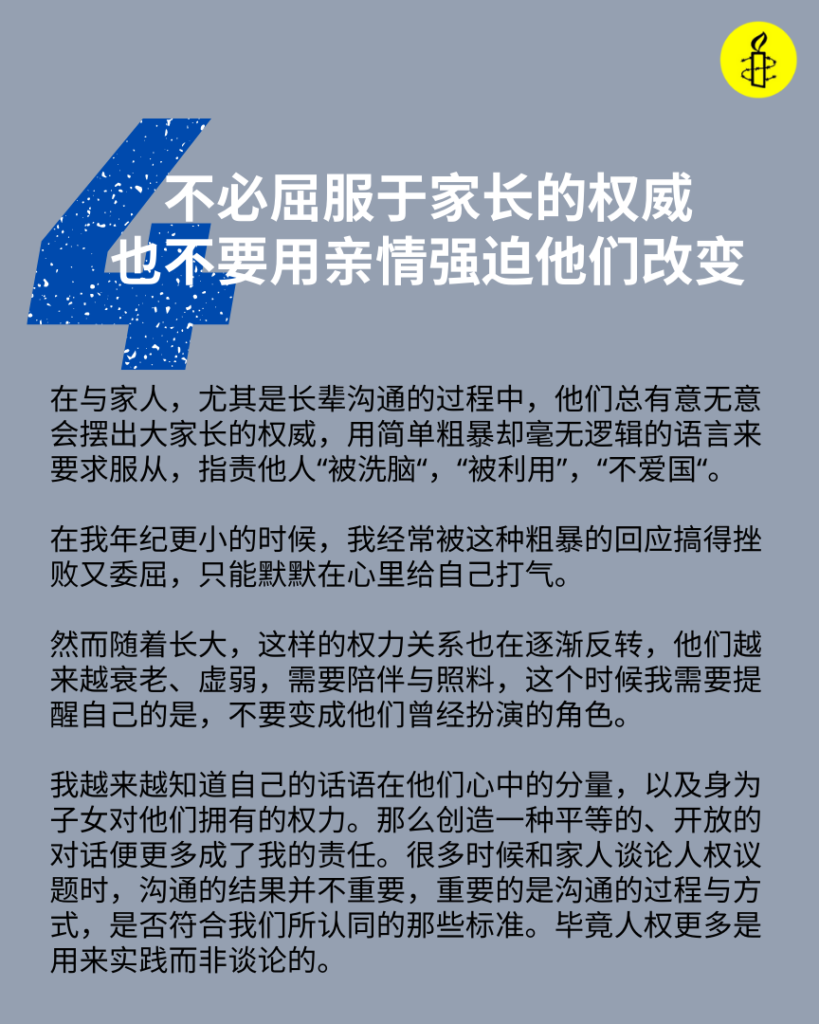 4
不必屈服于家长的权威
也不要用亲情强迫他们改变
在与家人，尤其是长辈沟通的过程中，他们总有意无意
会摆出大家长的权威，用简单粗暴却毫无逻辑的语言来
要求服从，指责他人“被洗脑“，“被利用”，“不爱国“。
在我年纪更小的时候，我经常被这种粗暴的回应搞得挫
败又委屈，只能默默在心里给自己打气。
然而随着长大，这样的权力关系也在逐渐反转，他们越
来越衰老、虚弱，需要陪伴与照料，这个时候我需要提
醒自己的是，不要变成他们曾经扮演的角色。
我越来越知道自己的话语在他们心中的分量，以及身为
子女对他们拥有的权力。那么创造一种平等的、开放的
对话便更多成了我的责任。很多时候和家人谈论人权议
题时，沟通的结果并不重要，重要的是沟通的过程与方
式，是否符合我们所认同的那些标准。毕竟人权更多是
用来实践而非谈论的。